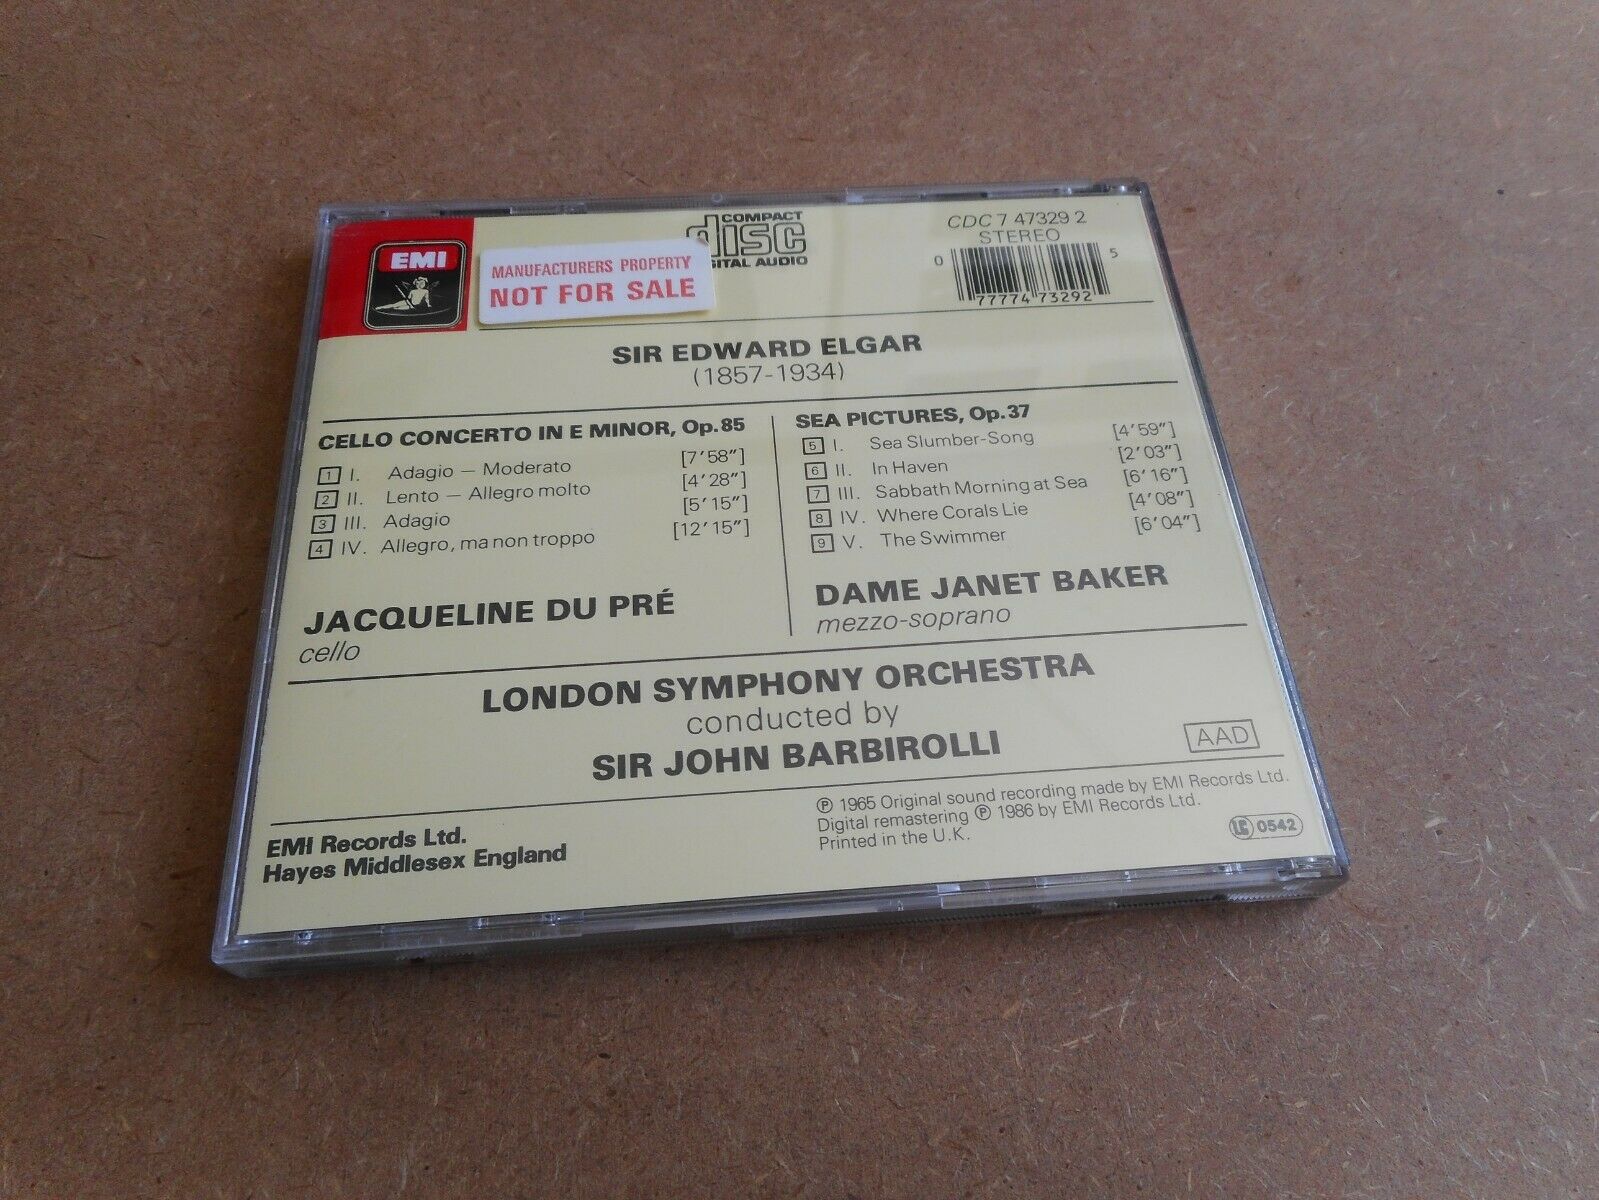 EMI
MANUFACTURERS PROPERTY
NOT FOR SALE
COMPACT
disc
DIGITAL AUDIO
CDC 7 47329 2
STEREO
0 77774 73292 5
SIR EDWARD ELGAR
(1857-1934)
CELLO CONCERTO IN E MINOR, Op. 85
1 I. Adagio – Moderato [7'58"]
2 II. Lento – Allegro molto [4'28"]
3 III. Adagio [5'15"]
4 IV. Allegro, ma non troppo [12'15"]
JACQUELINE DU PRÉ
cello
SEA PICTURES, Op. 37
5 I. Sea Slumber-Song [4'59"]
6 II. In Haven [2'03"]
7 III. Sabbath Morning at Sea [6'16"]
8 IV. Where Corals Lie [4'08"]
9 V. The Swimmer [6'04"]
DAME JANET BAKER
mezzo-soprano
LONDON SYMPHONY ORCHESTRA
conducted by
SIR JOHN BARBIROLLI
AAD
EMI Records Ltd.
Hayes Middlesex England
℗ 1965 Original sound recording made by EMI Records Ltd.
Digital remastering ℗ 1986 by EMI Records Ltd.
Printed in the U.K.
LC 0542